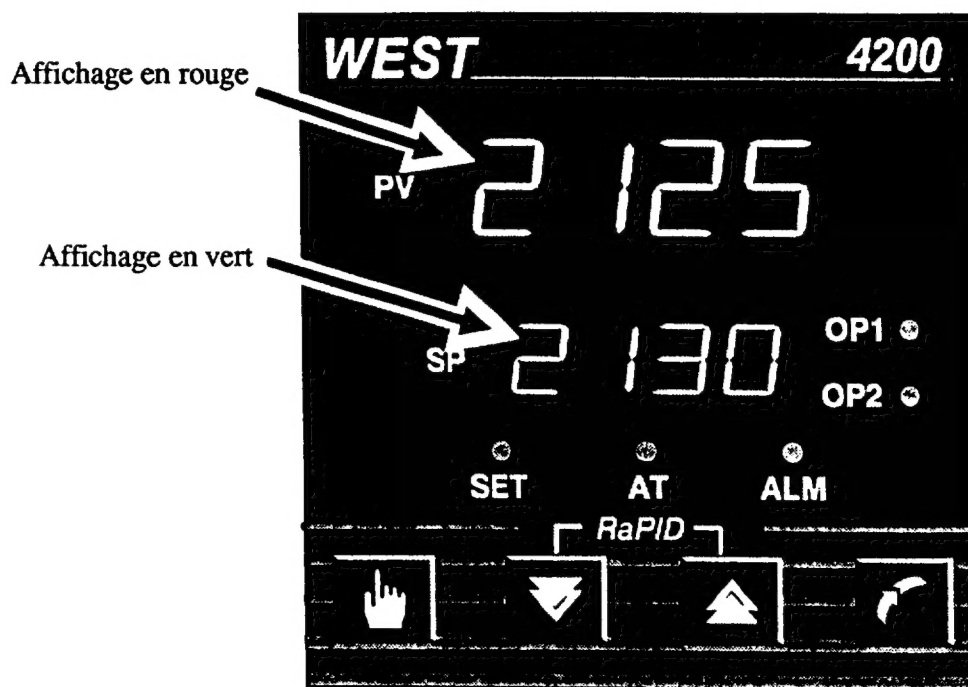 WEST 4200
Affichage en rouge
PV 2125
Affichage en vert
SP 2130
OP1
OP2
SET AT ALM
RaPID